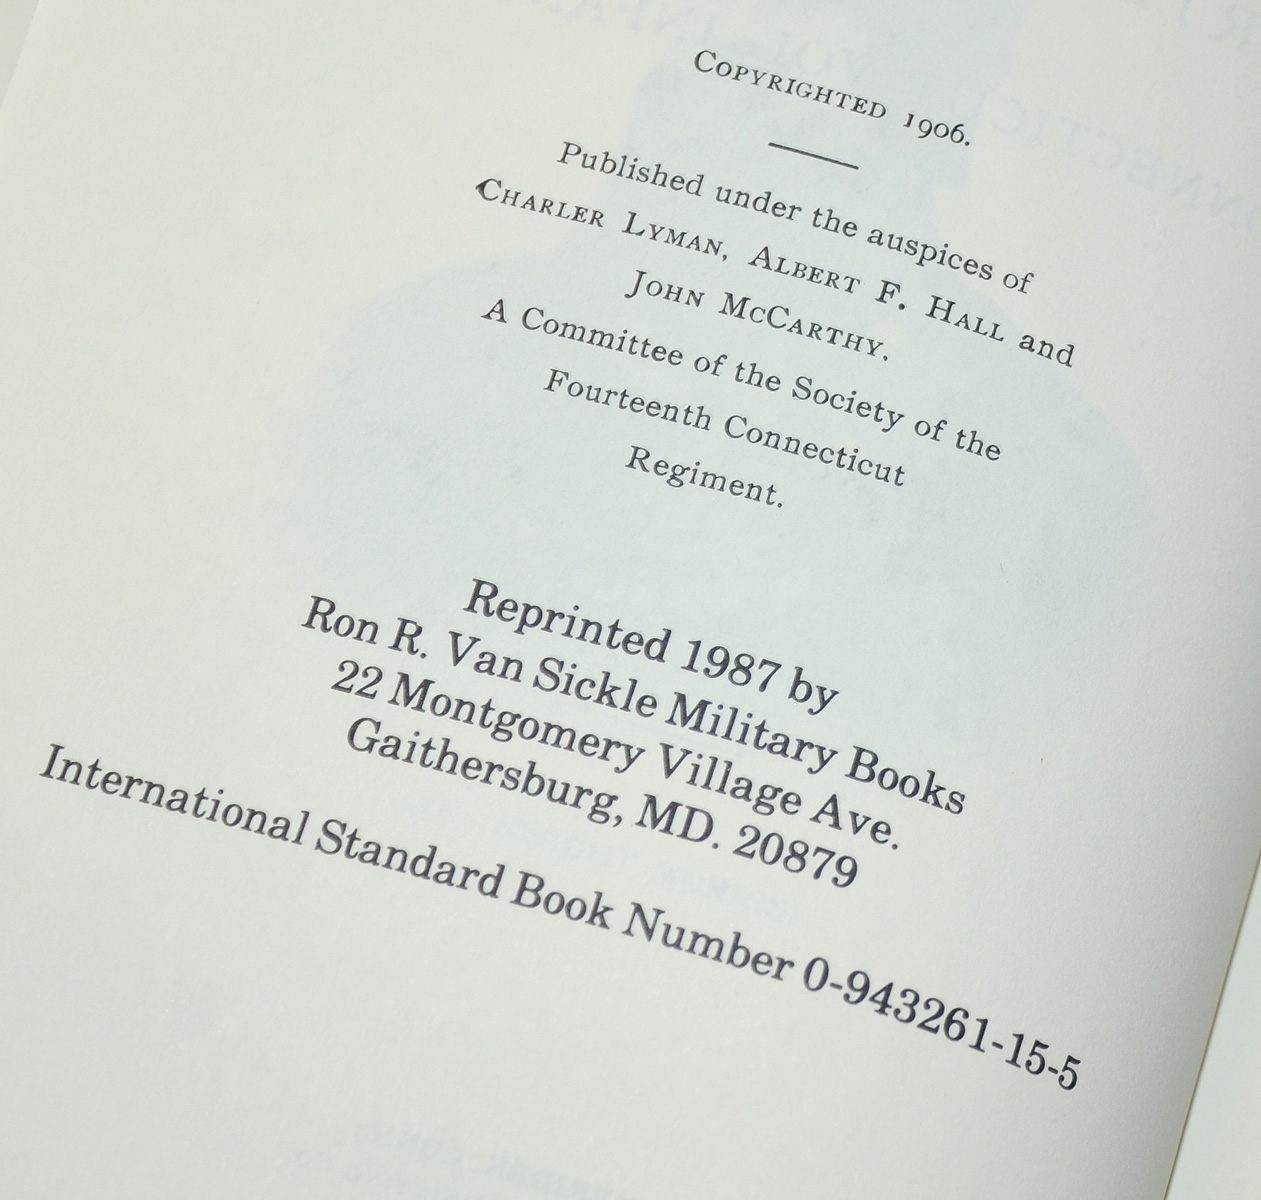 COPYRIGHTED 1906.
Published under the auspices of
CHARLER LYMAN, ALBERT F. HALL and
JOHN MCCARTHY.
A Committee of the Society of the
Fourteenth Connecticut
Regiment.
Reprinted 1987 by
Ron R. Van Sickle Military Books
22 Montgomery Village Ave.
Gaithersburg, MD. 20879
International Standard Book Number 0-943261-15-5